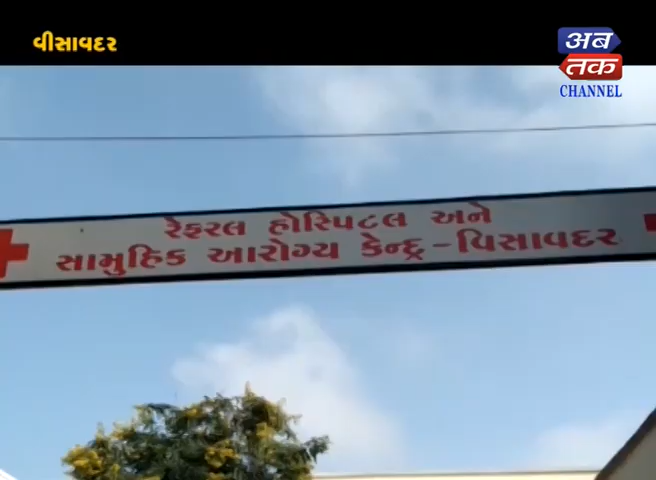 વીસાવદર
અબ
તક
CHANNEL
રેફરલ હોસ્પિટલ અને
સામુહિક આરોગ્ય કેન્દ્ર - વિસાવદર